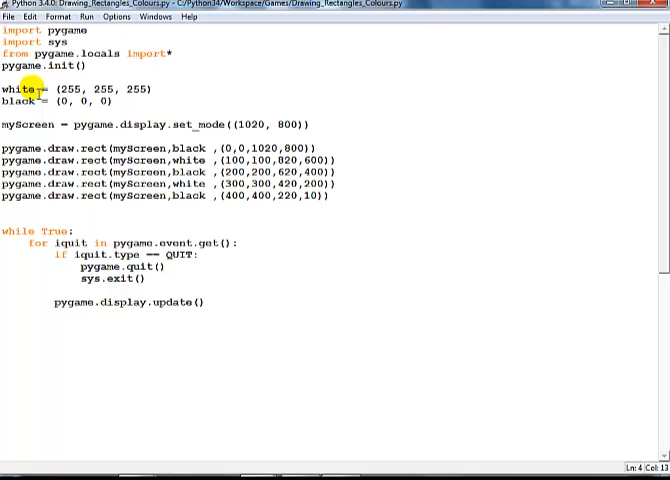 Python 3.4.0: Drawing_Rectangles_Colours.py - C:/Python34/Workspace/Games/Drawing_Rectangles_Colours.py
File Edit Format Run Options Windows Help
import pygame
import sys
from pygame.locals import*
pygame.init()
white = (255, 255, 255)
black = (0, 0, 0)
myScreen = pygame.display.set_mode((1020, 800))
pygame.draw.rect(myScreen,black ,(0,0,1020,800))
pygame.draw.rect(myScreen,white ,(100,100,820,600))
pygame.draw.rect(myScreen,black ,(200,200,620,400))
pygame.draw.rect(myScreen,white ,(300,300,420,200))
pygame.draw.rect(myScreen,black ,(400,400,220,10))
while True:
    for iquit in pygame.event.get():
        if iquit.type == QUIT:
            pygame.quit()
            sys.exit()
        pygame.display.update()
Ln: 4 Col: 13